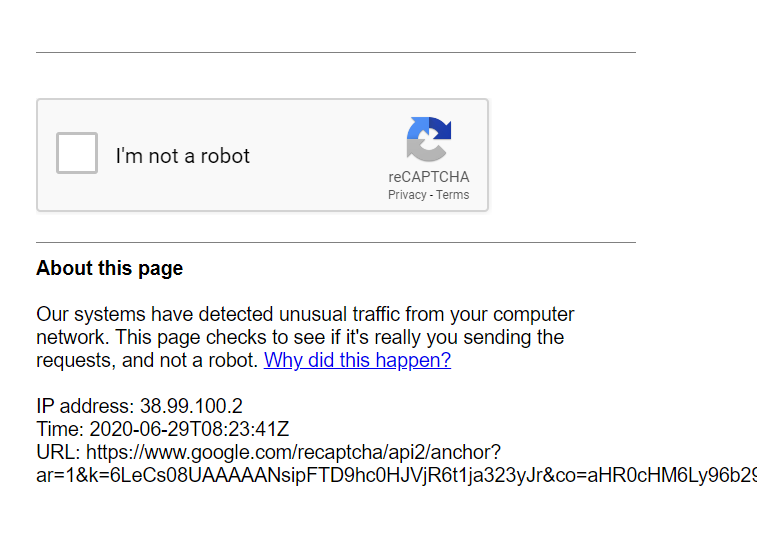 I'm not a robot
reCAPTCHA
Privacy - Terms
About this page
Our systems have detected unusual traffic from your computer
network. This page checks to see if it's really you sending the
requests, and not a robot. Why did this happen?
IP address: 38.99.100.2
Time: 2020-06-29T08:23:41Z
URL: https://www.google.com/recaptcha/api2/anchor?
ar=1&k=6LeCs08UAAAAANsipFTD9hc0HJVjR6t1ja323yJr&co=aHR0cHM6Ly96b29